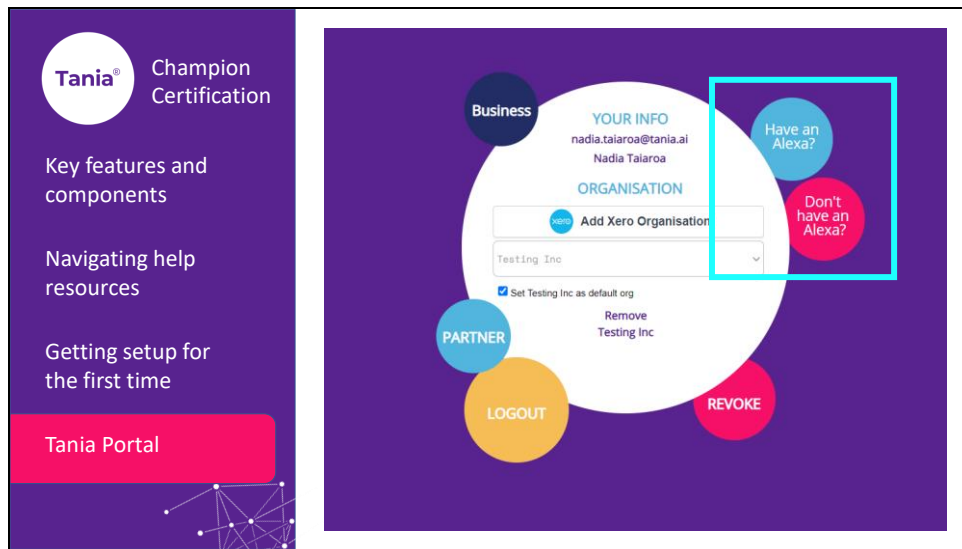 Tania®
Champion
Certification
Key features and
components
Navigating help
resources
Getting setup for
the first time
Tania Portal
Business
YOUR INFO
nadia.taiaroa@tania.ai
Nadia Taiaroa
ORGANISATION
xero Add Xero Organisation
Testing Inc
Set Testing Inc as default org
Remove
Testing Inc
Have an
Alexa?
Don't
have an
Alexa?
PARTNER
LOGOUT
REVOKE